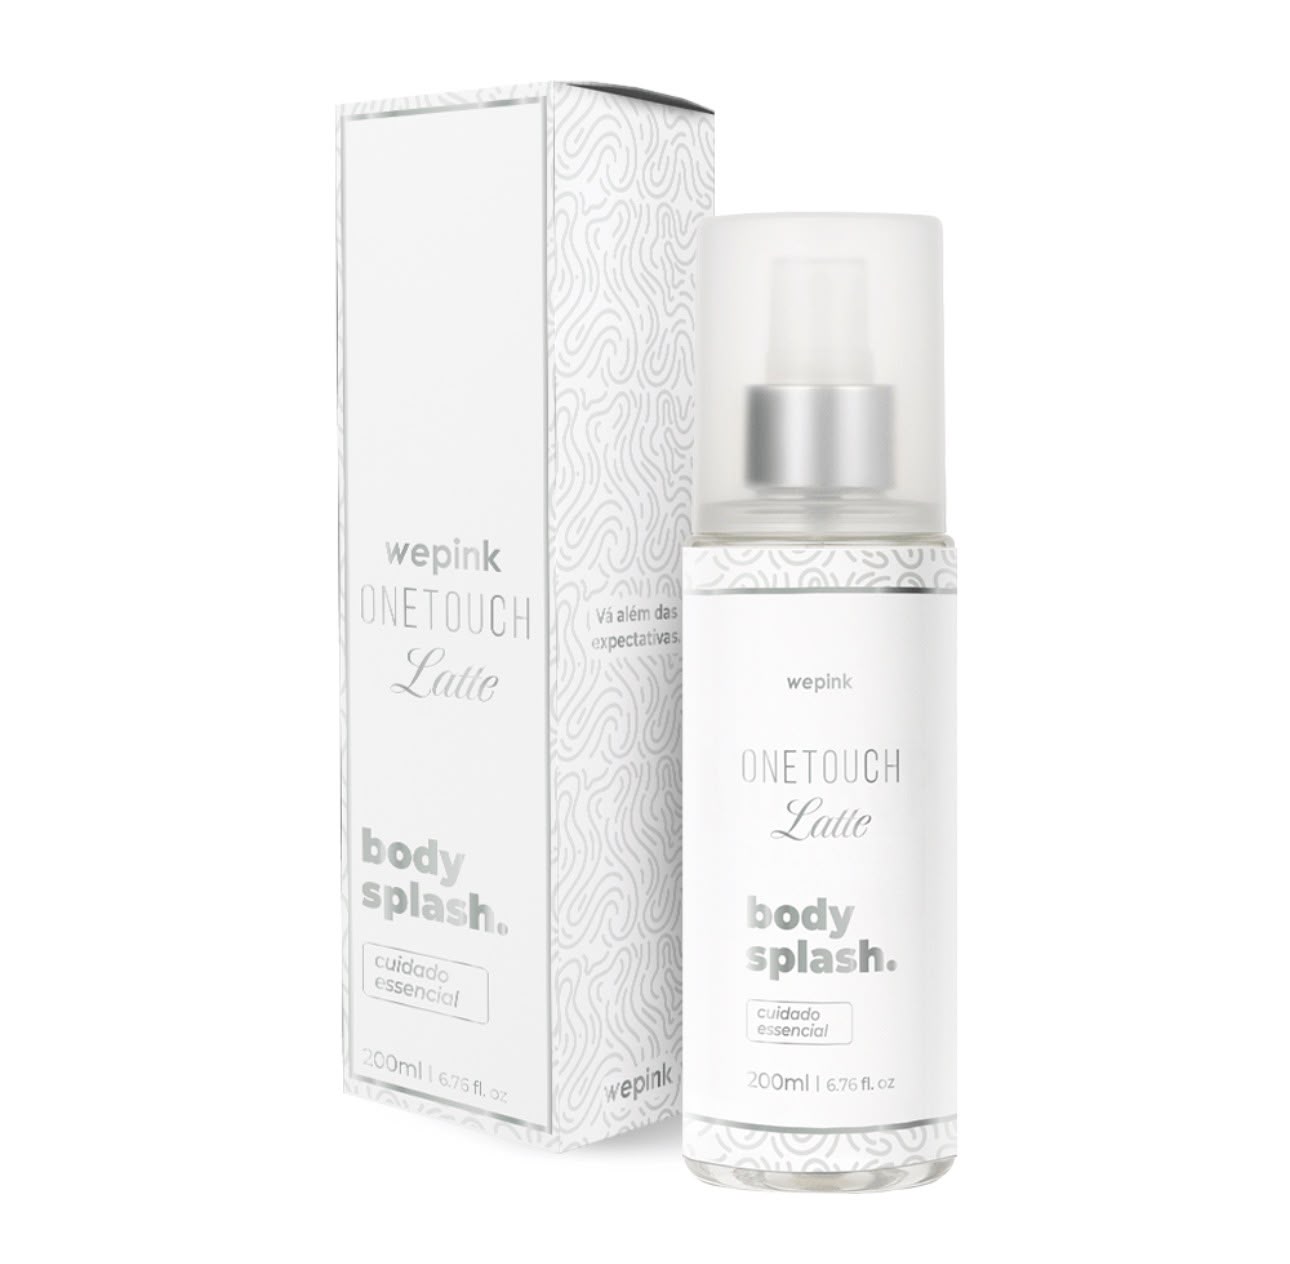 wepink
ONETOUCH
Latte
body
splash.
cuidado
essencial
200ml | 6.76 fl. oz
Vá além das
expectativas.
wepink
wepink
ONETOUCH
Latte
body
splash.
cuidado
essencial
200ml | 6.76 fl. oz